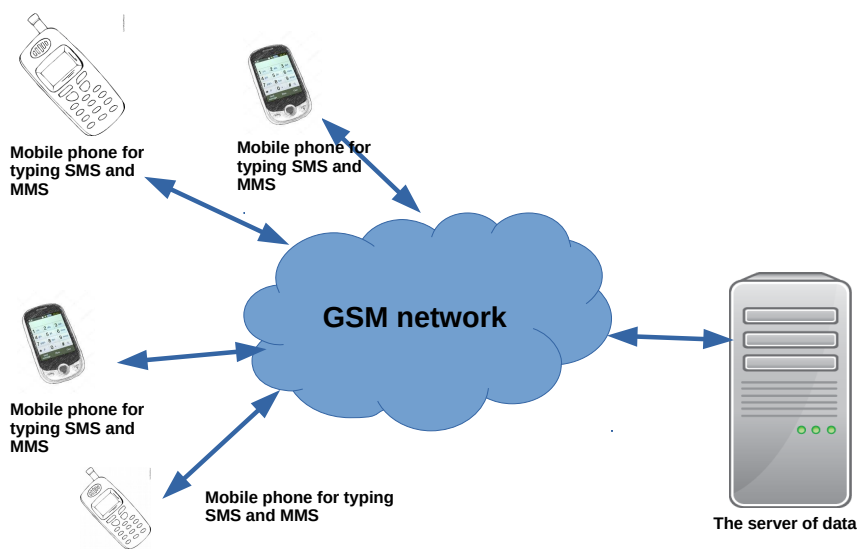 Mobile phone for
typing SMS and
MMS
Mobile phone for
typing SMS and
MMS
GSM network
Mobile phone for
typing SMS and
MMS
Mobile phone for typing
SMS and MMS
The server of data